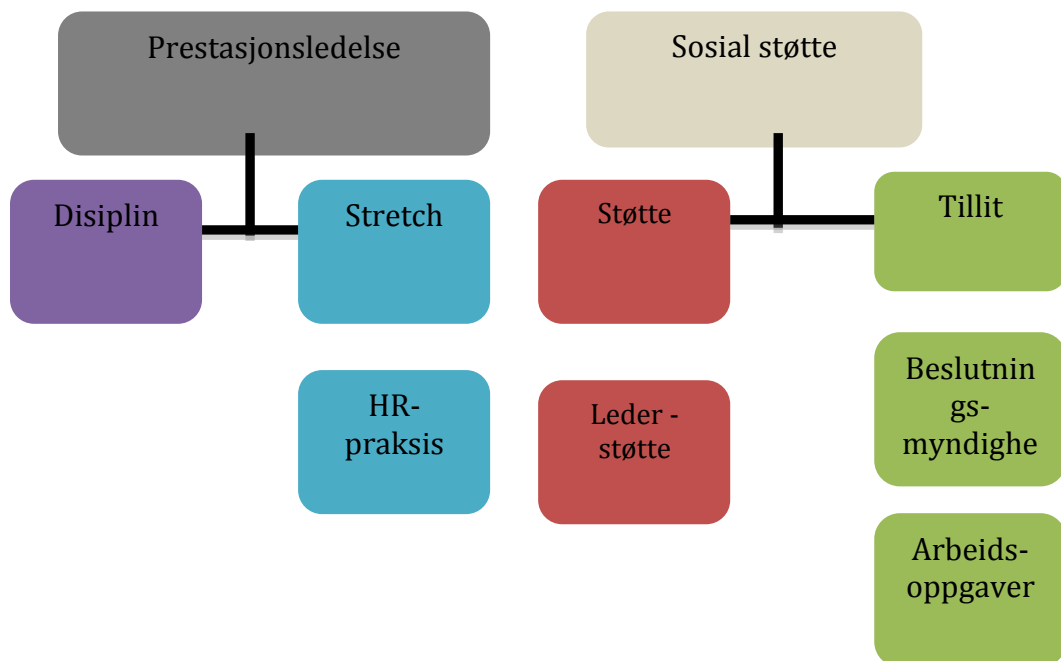 Prestasjonsledelse
Sosial støtte
Disiplin
Stretch
Støtte
Tillit
HR-
praksis
Leder -
støtte
Beslutnin
gs-
myndighe
Arbeids-
oppgaver